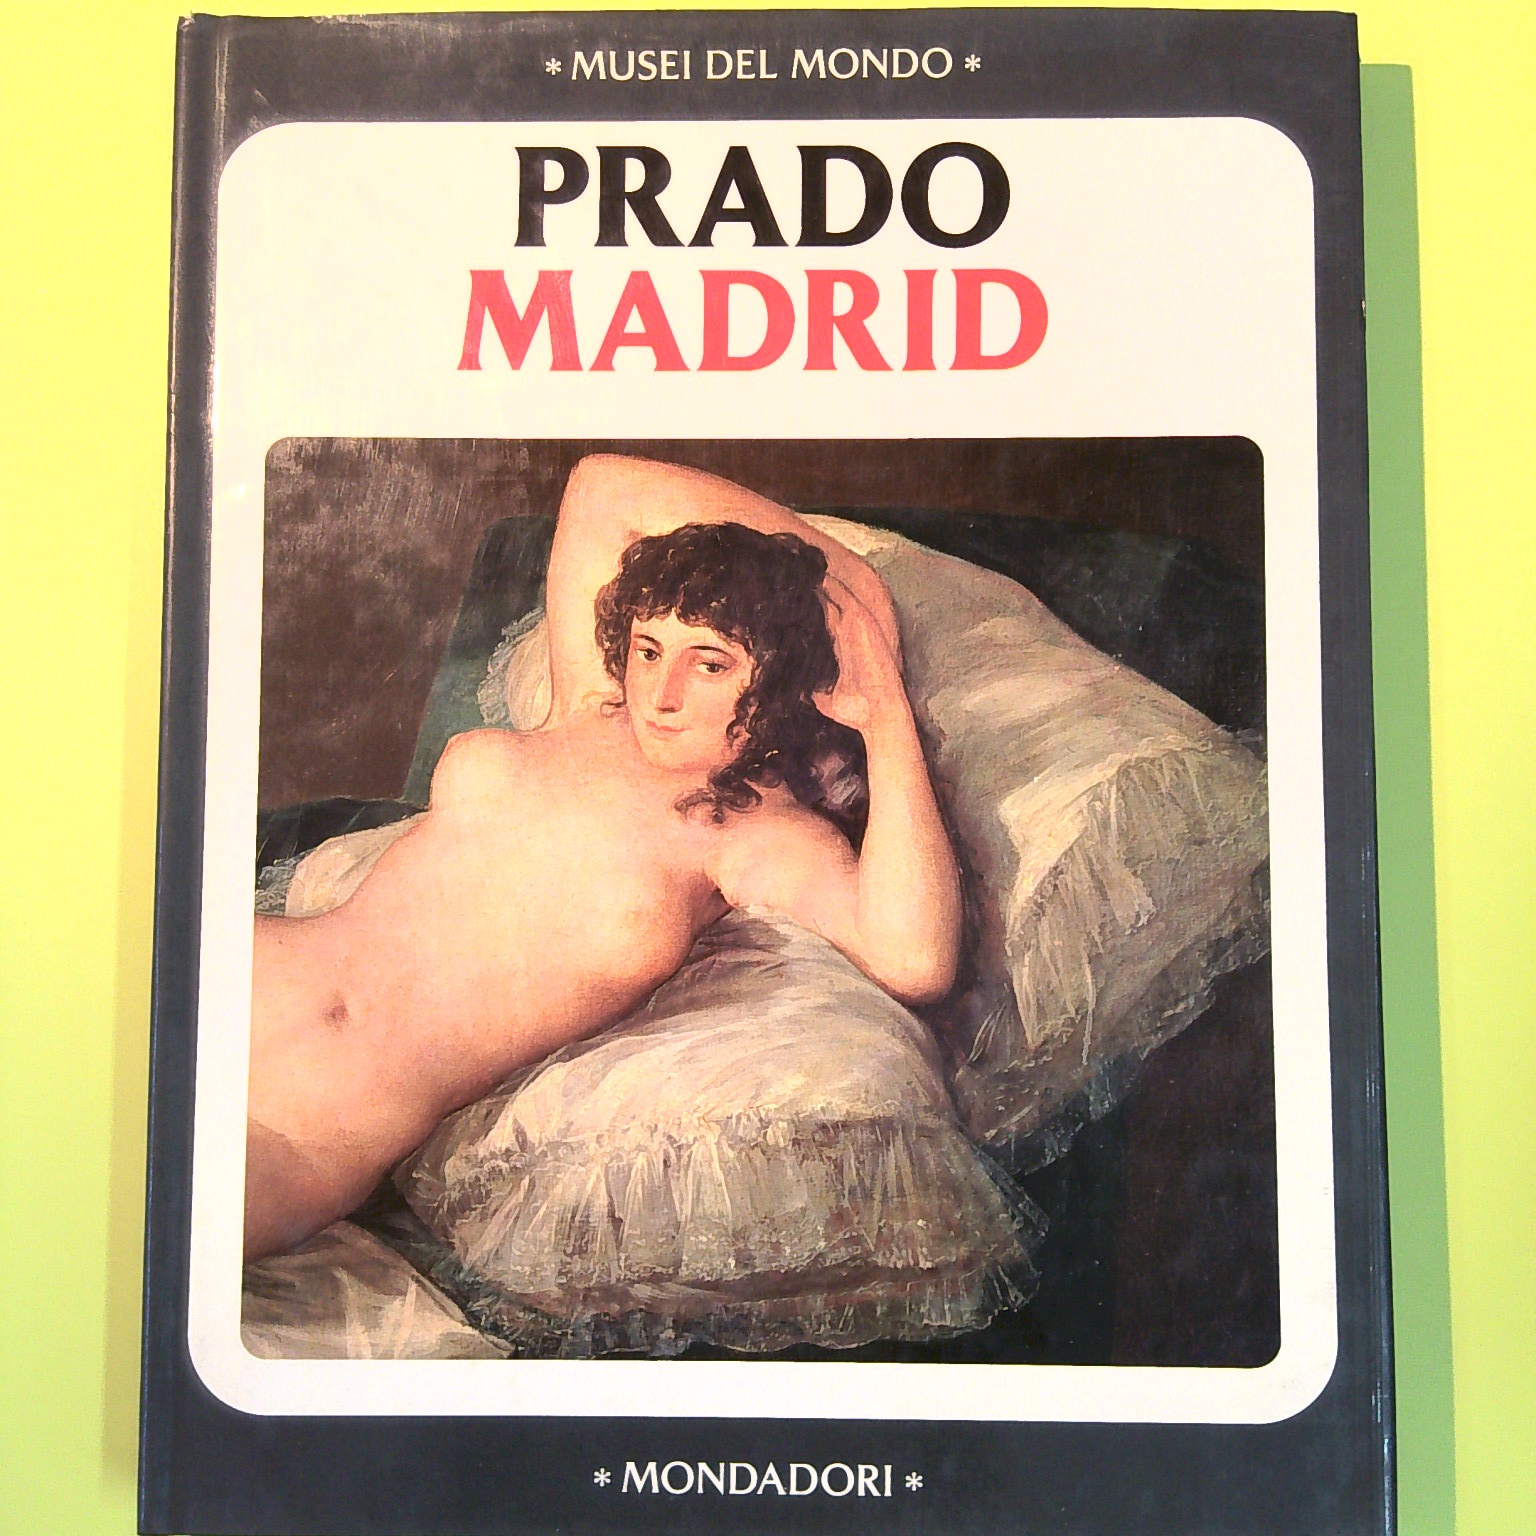 * MUSEI DEL MONDO *
PRADO
MADRID
* MONDADORI *